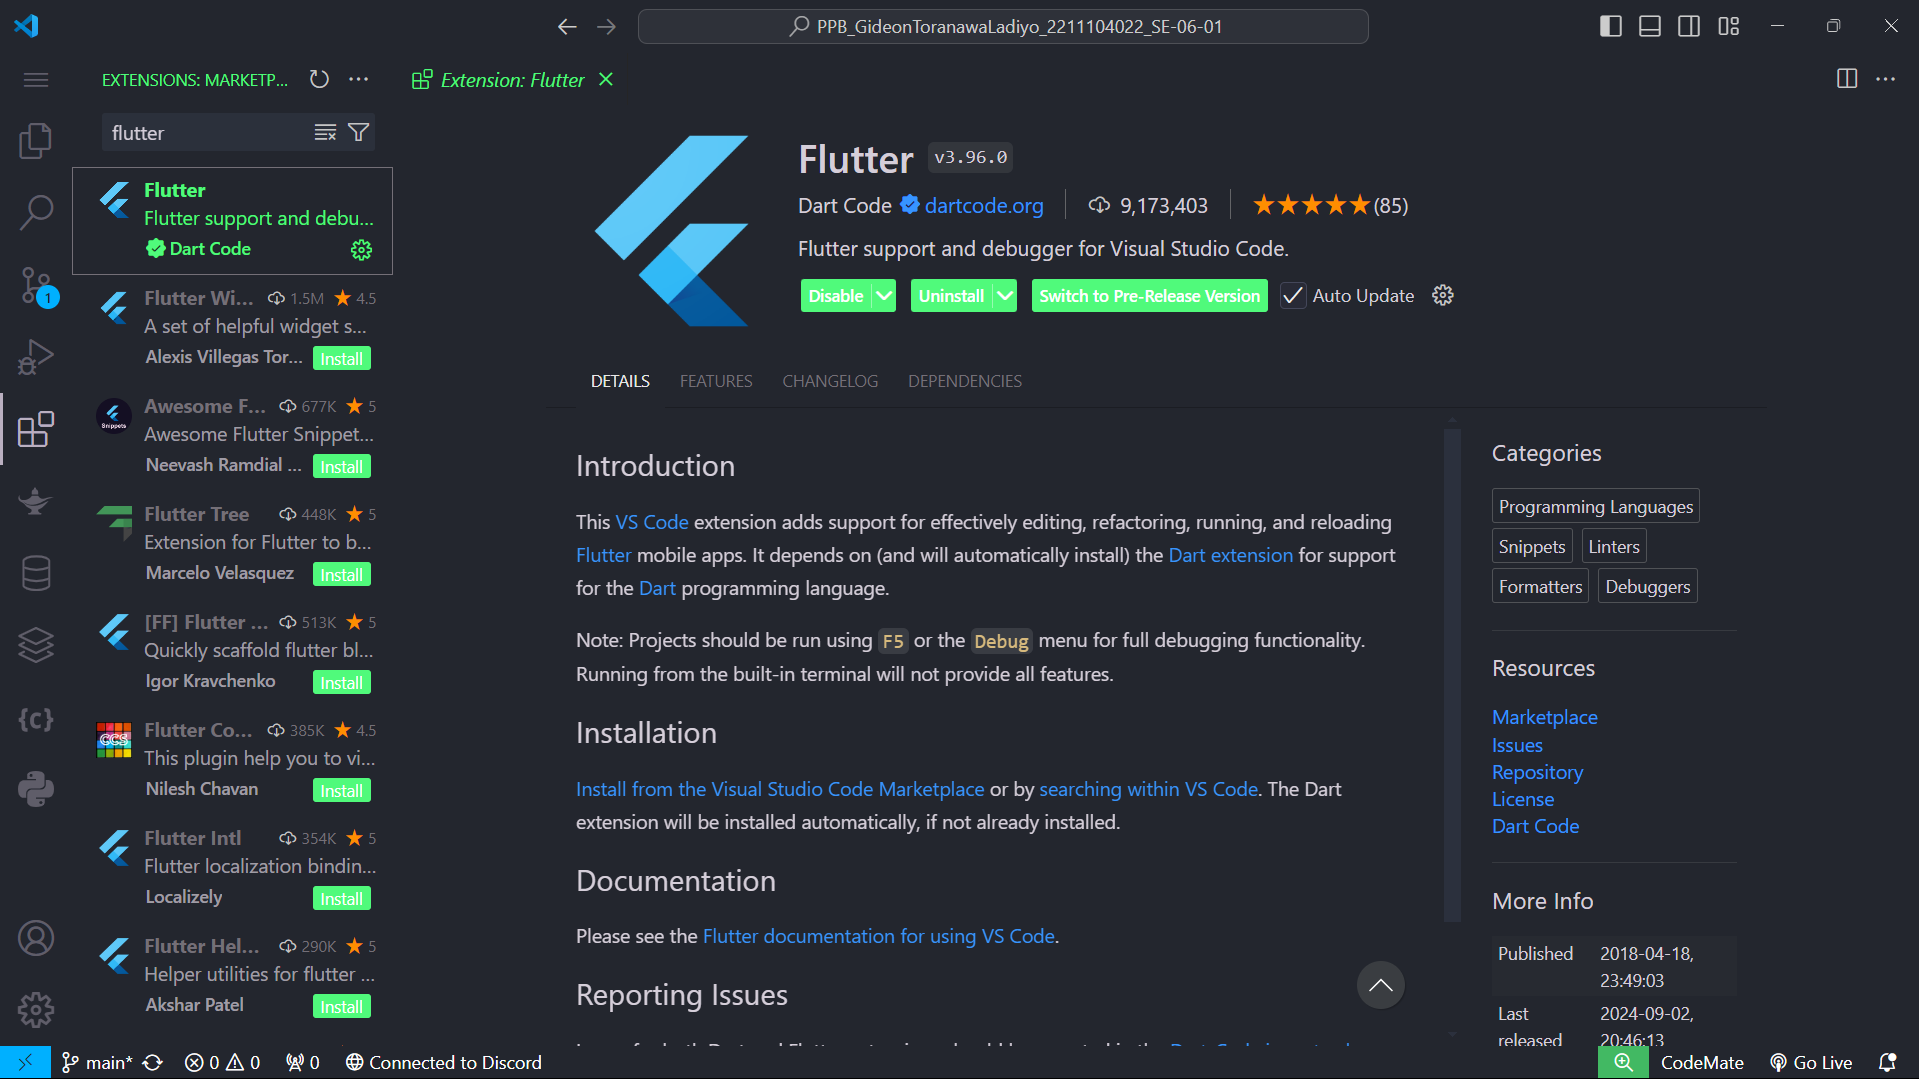 PPB_GideonToranawaLadiyo_2211104022_SE-06-01
EXTENSIONS: MARKETP...
flutter
Flutter
Flutter support and debu...
Dart Code
Flutter Wi... 1.5M 4.5
A set of helpful widget s...
Alexis Villegas Tor... Install
Snippets
Awesome F... 677K 5
Awesome Flutter Snippet...
Neevash Ramdial ... Install
Flutter Tree 448K 5
Extension for Flutter to b...
Marcelo Velasquez Install
[FF] Flutter ... 513K 5
Quickly scaffold flutter bl...
Igor Kravchenko Install
CCS
Flutter Co... 385K 4.5
This plugin help you to vi...
Nilesh Chavan Install
Flutter Intl 354K 5
Flutter localization bindin...
Localizely Install
Flutter Hel... 290K 5
Helper utilities for flutter ...
Akshar Patel Install
1
{c}
Extension: Flutter
Flutter v3.96.0
Dart Code dartcode.org 9,173,403 (85)
Flutter support and debugger for Visual Studio Code.
Disable Uninstall Switch to Pre-Release Version Auto Update
DETAILS FEATURES CHANGELOG DEPENDENCIES
Introduction
This VS Code extension adds support for effectively editing, refactoring, running, and reloading
Flutter mobile apps. It depends on (and will automatically install) the Dart extension for support
for the Dart programming language.
Note: Projects should be run using F5 or the Debug menu for full debugging functionality.
Running from the built-in terminal will not provide all features.
Installation
Install from the Visual Studio Code Marketplace or by searching within VS Code. The Dart
extension will be installed automatically, if not already installed.
Documentation
Please see the Flutter documentation for using VS Code.
Reporting Issues
Categories
Programming Languages
Snippets Linters
Formatters Debuggers
Resources
Marketplace
Issues
Repository
License
Dart Code
More Info
Published 2018-04-18,
23:49:03
Last 2024-09-02,
released 20:46:13
main* 0 0 0 Connected to Discord CodeMate Go Live